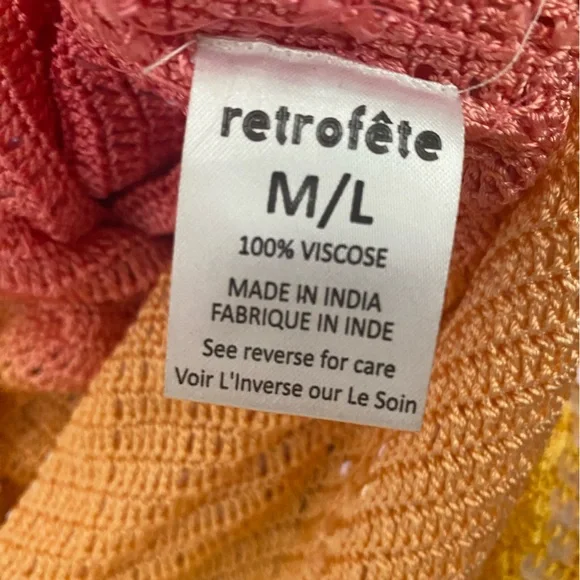 retrofête
M/L
100% VISCOSE
MADE IN INDIA
FABRIQUE IN INDE
See reverse for care
Voir L'Inverse our Le Soin